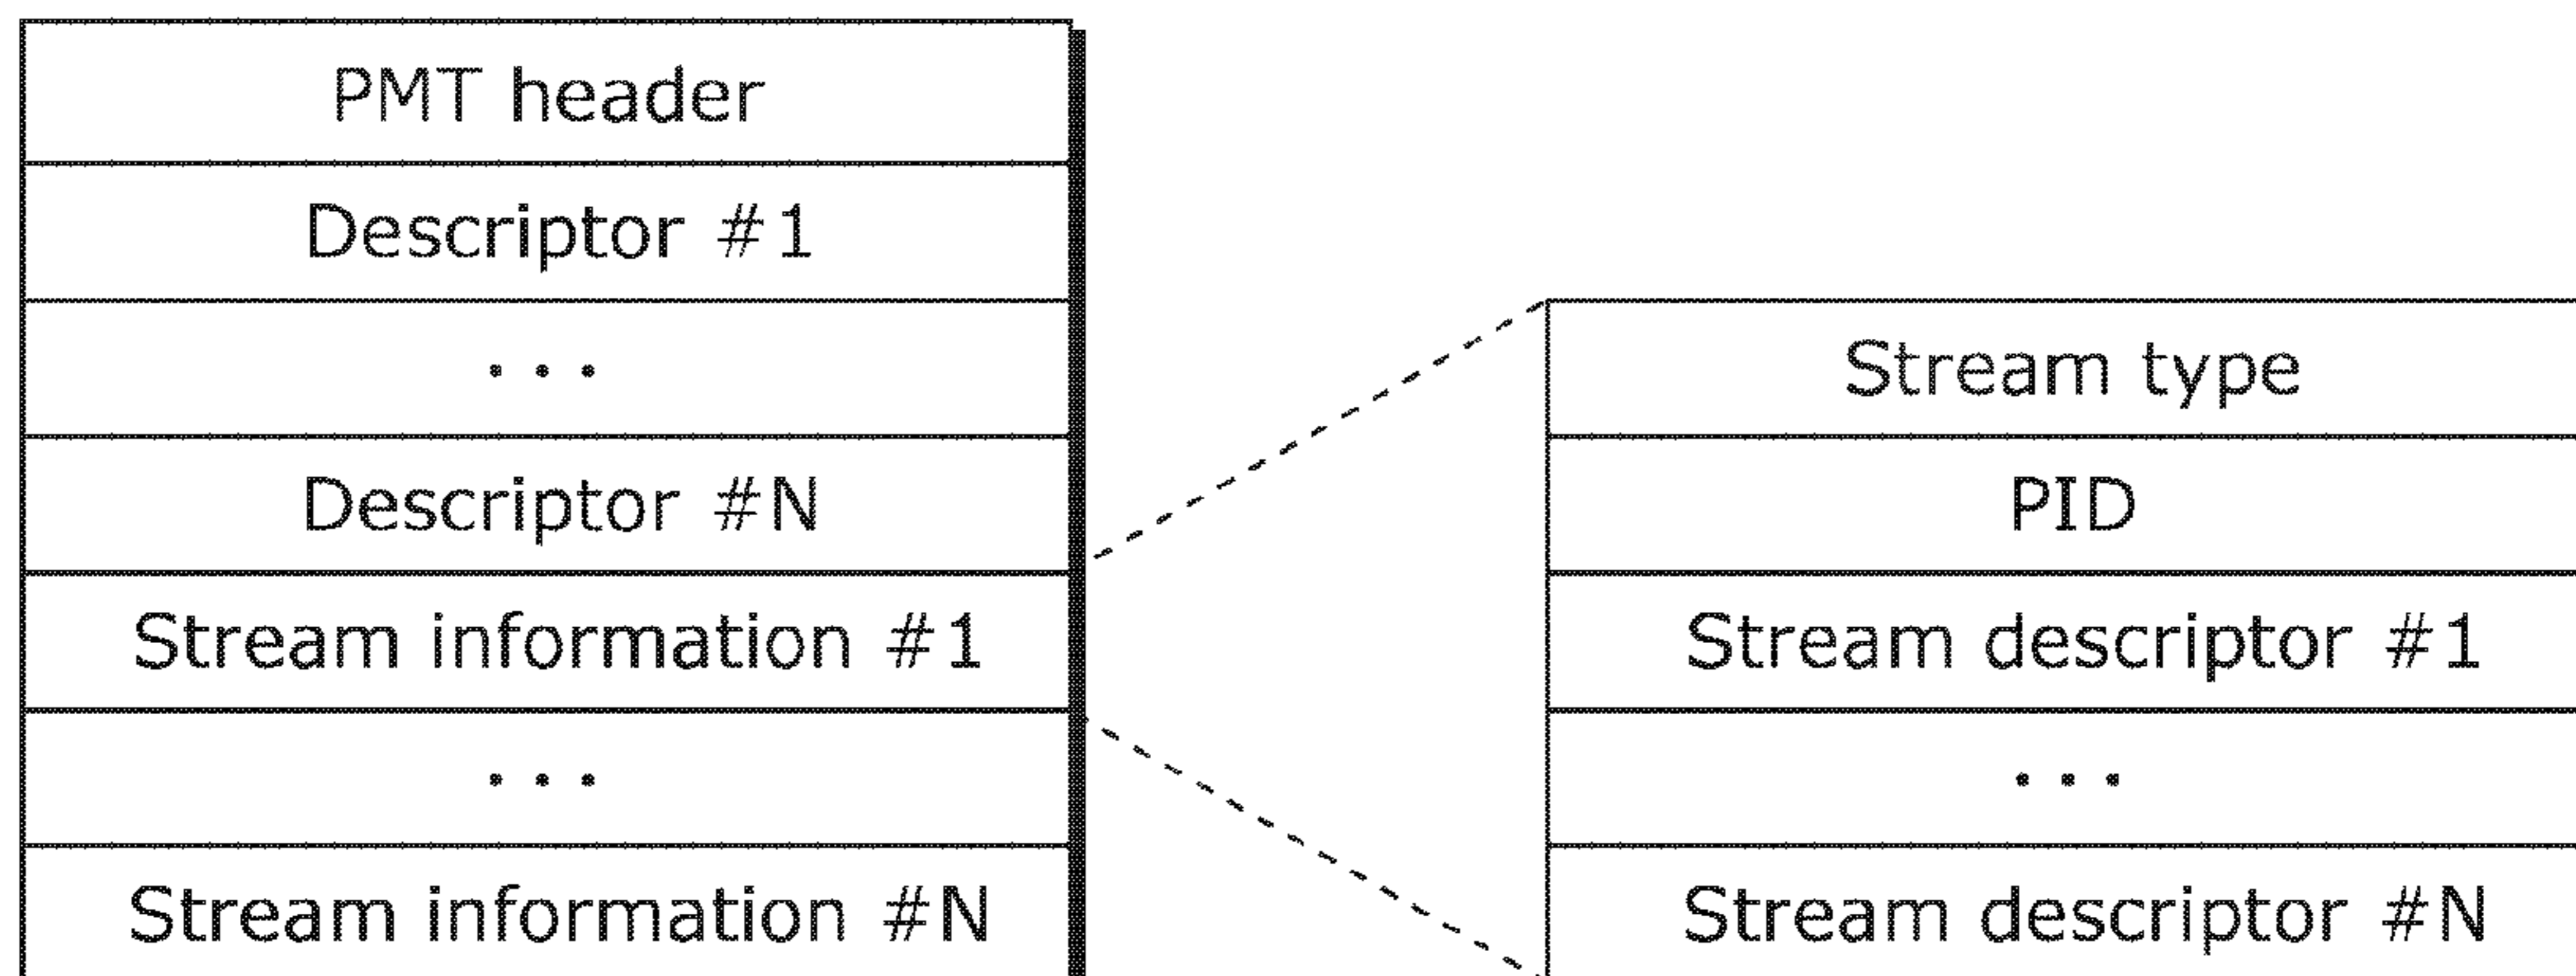 PMT header
Descriptor #1
...
Descriptor #N
Stream information #1
...
Stream information #N
Stream type
PID
Stream descriptor #1
...
Stream descriptor #N